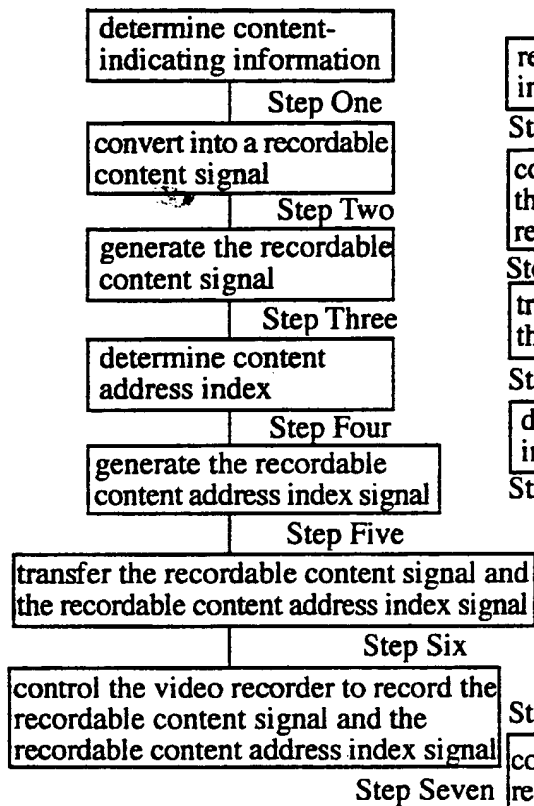 determine content-
indicating information
Step One
convert into a recordable
content signal
Step Two
generate the recordable
content signal
Step Three
determine content
address index
Step Four
generate the recordable
content address index signal
Step Five
transfer the recordable content signal and
the recordable content address index signal
Step Six
control the video recorder to record the
recordable content signal and the
recordable content address index signal
Step Seven